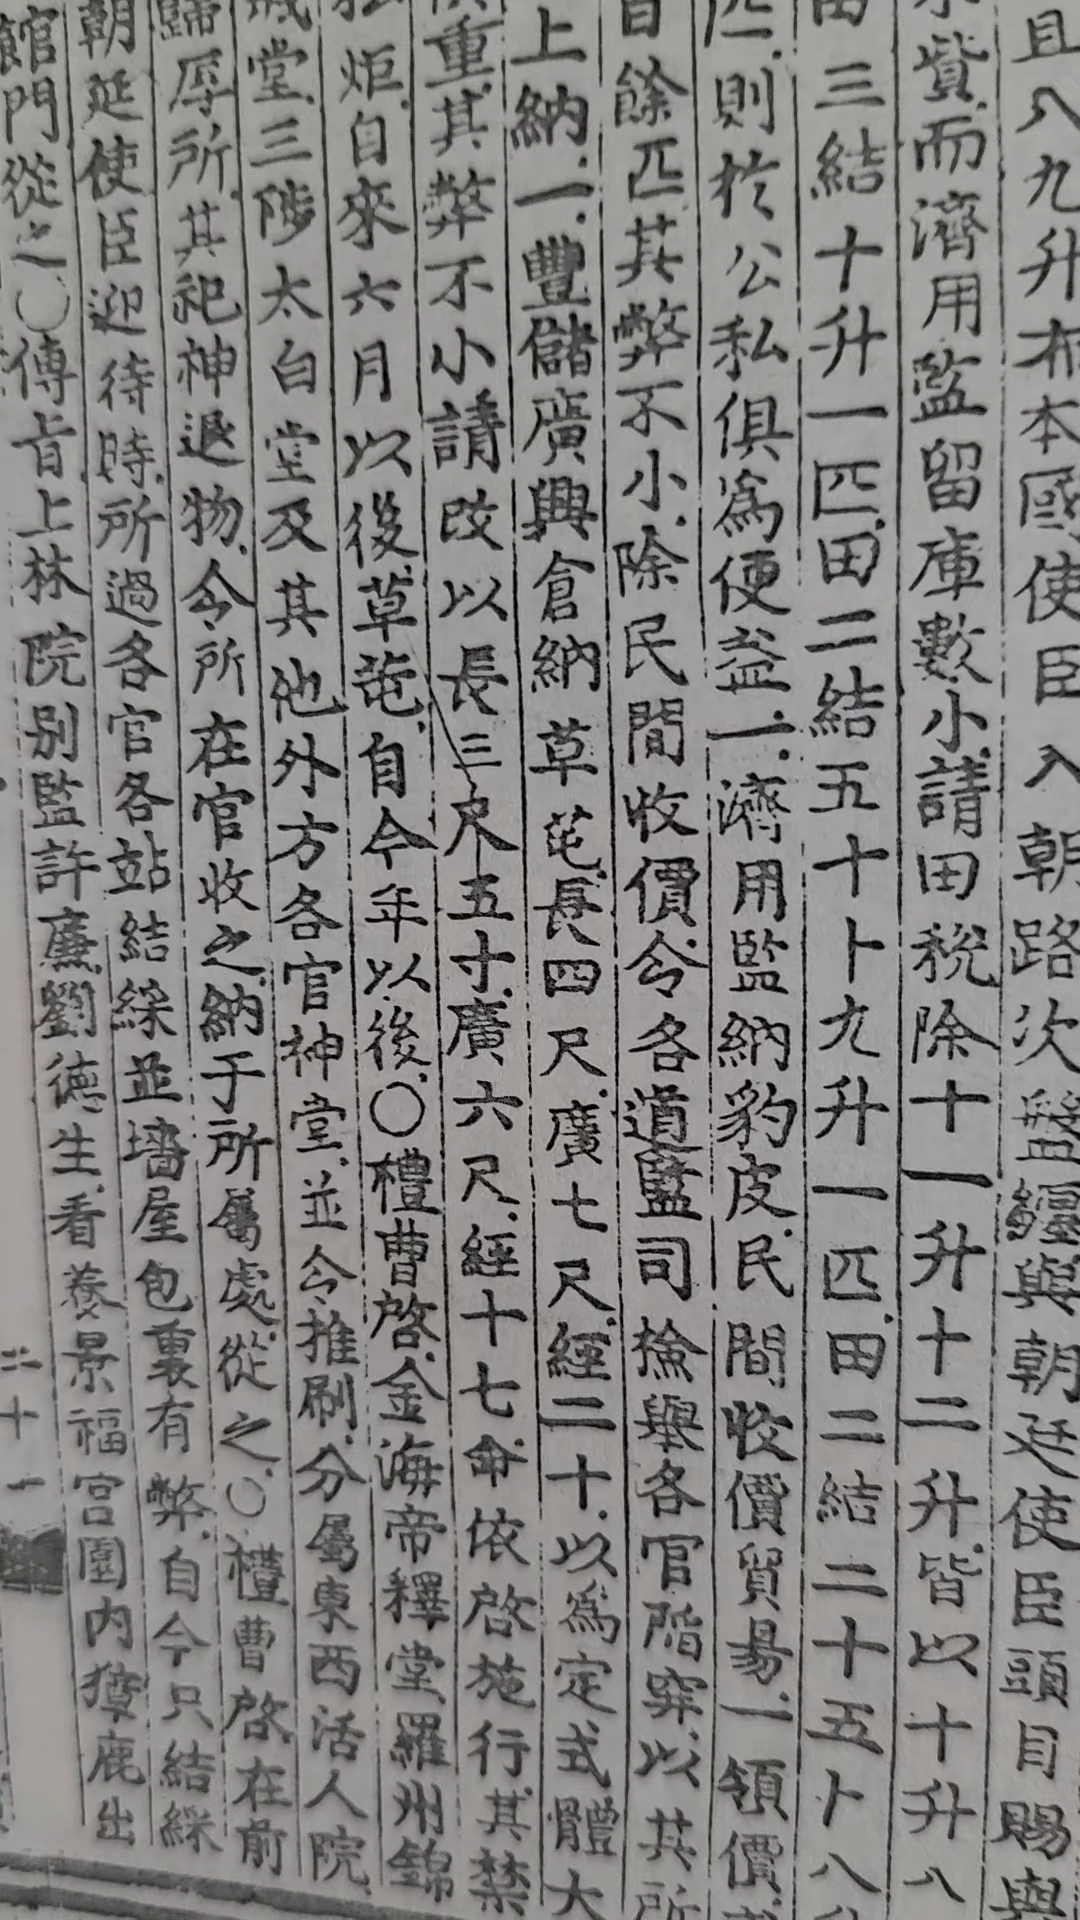 且八九升布本國使臣入朝路次盤纏與朝廷使臣頭目賜與
貲而濟用監留庫數小請田稅除十一升十二升皆以十升八
三結十升一匹田二結五十卜九升一匹田二結二十五卜八
匹則於公私俱爲便益一濟用監納豹皮民間收價貿易一領價
餘匹其弊不小除民間收價令各道監司掄擧各官階穽以其所
上納一豐儲廣興倉納草芚長四尺廣七尺經二十以爲定式體大
重其弊不小請改以長三尺五寸廣六尺經十七命依啓施行其禁
炬自來六月以後草芚自今年以後○禮曹啓金海帝釋堂羅州錦
城堂三陟太白堂及其他外方各官神堂並令推刷分屬東西活人院
歸厚所其祀神退物令所在官收之納于所屬處從之○禮曹啓在前
朝廷使臣迎待時所過各官各站結綵並墻屋包裹有弊自今只結綵
館門從之○傳旨上林院別監許廉劉德生看養景福宮園內獐鹿出
二十一